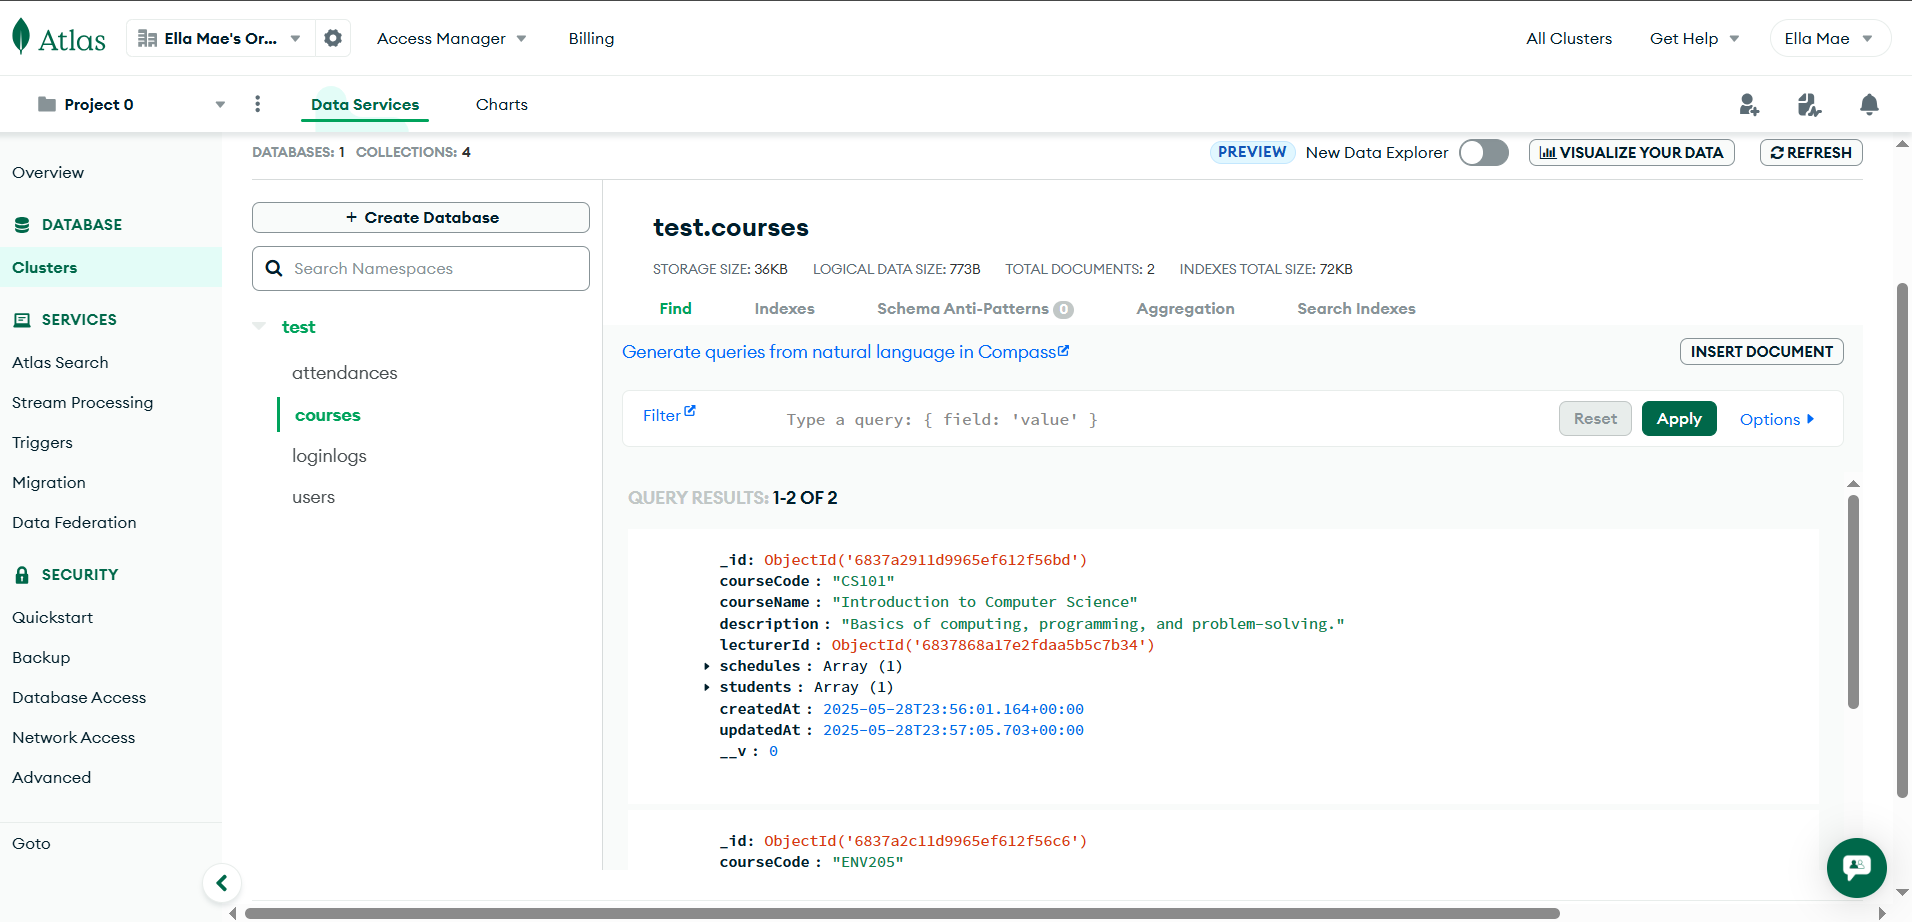 Atlas
Ella Mae's Or...
Access Manager
Billing
All Clusters
Get Help
Ella Mae
Project 0
Data Services
Charts
Overview
DATABASE
Clusters
SERVICES
Atlas Search
Stream Processing
Triggers
Migration
Data Federation
SECURITY
Quickstart
Backup
Database Access
Network Access
Advanced
Goto
DATABASES: 1 COLLECTIONS: 4
PREVIEW New Data Explorer
VISUALIZE YOUR DATA
REFRESH
+ Create Database
Search Namespaces
test
attendances
courses
loginlogs
users
test.courses
STORAGE SIZE: 36KB LOGICAL DATA SIZE: 773B TOTAL DOCUMENTS: 2 INDEXES TOTAL SIZE: 72KB
Find Indexes Schema Anti-Patterns 0 Aggregation Search Indexes
Generate queries from natural language in Compass
INSERT DOCUMENT
Filter
Type a query: { field: 'value' }
Reset
Apply
Options
QUERY RESULTS: 1-2 OF 2
_id: ObjectId('6837a2911d9965ef612f56bd')
courseCode : "CS101"
courseName : "Introduction to Computer Science"
description : "Basics of computing, programming, and problem-solving."
lecturerId : ObjectId('6837868a17e2fdaa5b5c7b34')
schedules : Array (1)
students : Array (1)
createdAt : 2025-05-28T23:56:01.164+00:00
updatedAt : 2025-05-28T23:57:05.703+00:00
__v : 0
_id: ObjectId('6837a2c11d9965ef612f56c6')
courseCode : "ENV205"